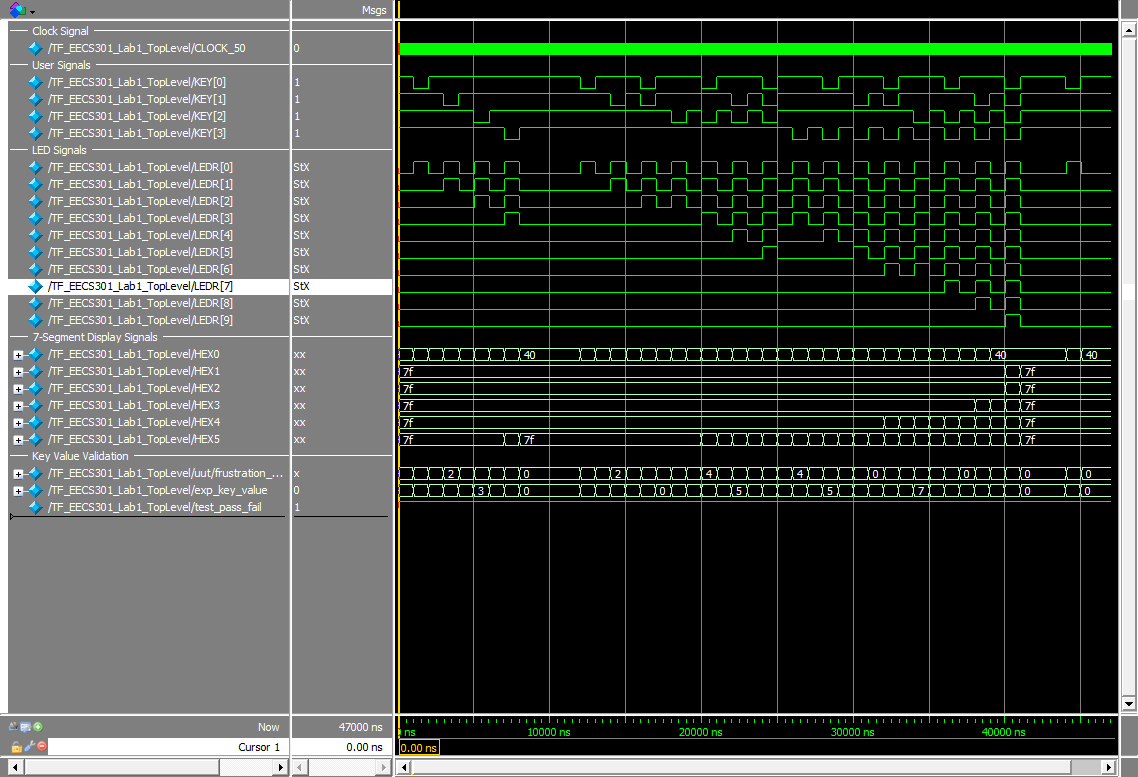 Msgs
Clock Signal
/TF_EECS301_Lab1_TopLevel/CLOCK_50 0
User Signals
/TF_EECS301_Lab1_TopLevel/KEY[0] 1
/TF_EECS301_Lab1_TopLevel/KEY[1] 1
/TF_EECS301_Lab1_TopLevel/KEY[2] 1
/TF_EECS301_Lab1_TopLevel/KEY[3] 1
LED Signals
/TF_EECS301_Lab1_TopLevel/LEDR[0] StX
/TF_EECS301_Lab1_TopLevel/LEDR[1] StX
/TF_EECS301_Lab1_TopLevel/LEDR[2] StX
/TF_EECS301_Lab1_TopLevel/LEDR[3] StX
/TF_EECS301_Lab1_TopLevel/LEDR[4] StX
/TF_EECS301_Lab1_TopLevel/LEDR[5] StX
/TF_EECS301_Lab1_TopLevel/LEDR[6] StX
/TF_EECS301_Lab1_TopLevel/LEDR[7] StX
/TF_EECS301_Lab1_TopLevel/LEDR[8] StX
/TF_EECS301_Lab1_TopLevel/LEDR[9] StX
7-Segment Display Signals
/TF_EECS301_Lab1_TopLevel/HEX0 xx 40 40 40
/TF_EECS301_Lab1_TopLevel/HEX1 xx 7f 7f
/TF_EECS301_Lab1_TopLevel/HEX2 xx 7f 7f
/TF_EECS301_Lab1_TopLevel/HEX3 xx 7f 7f
/TF_EECS301_Lab1_TopLevel/HEX4 xx 7f 7f
/TF_EECS301_Lab1_TopLevel/HEX5 xx 7f 7f 7f
Key Value Validation
/TF_EECS301_Lab1_TopLevel/uut/frustration_... x 2 0 2 4 4 0 0 0 0
/TF_EECS301_Lab1_TopLevel/exp_key_value 0 3 0 0 5 5 7 0 0
/TF_EECS301_Lab1_TopLevel/test_pass_fail 1
Now 47000 ns ns 10000 ns 20000 ns 30000 ns 40000 ns
Cursor 1 0.00 ns 0.00 ns